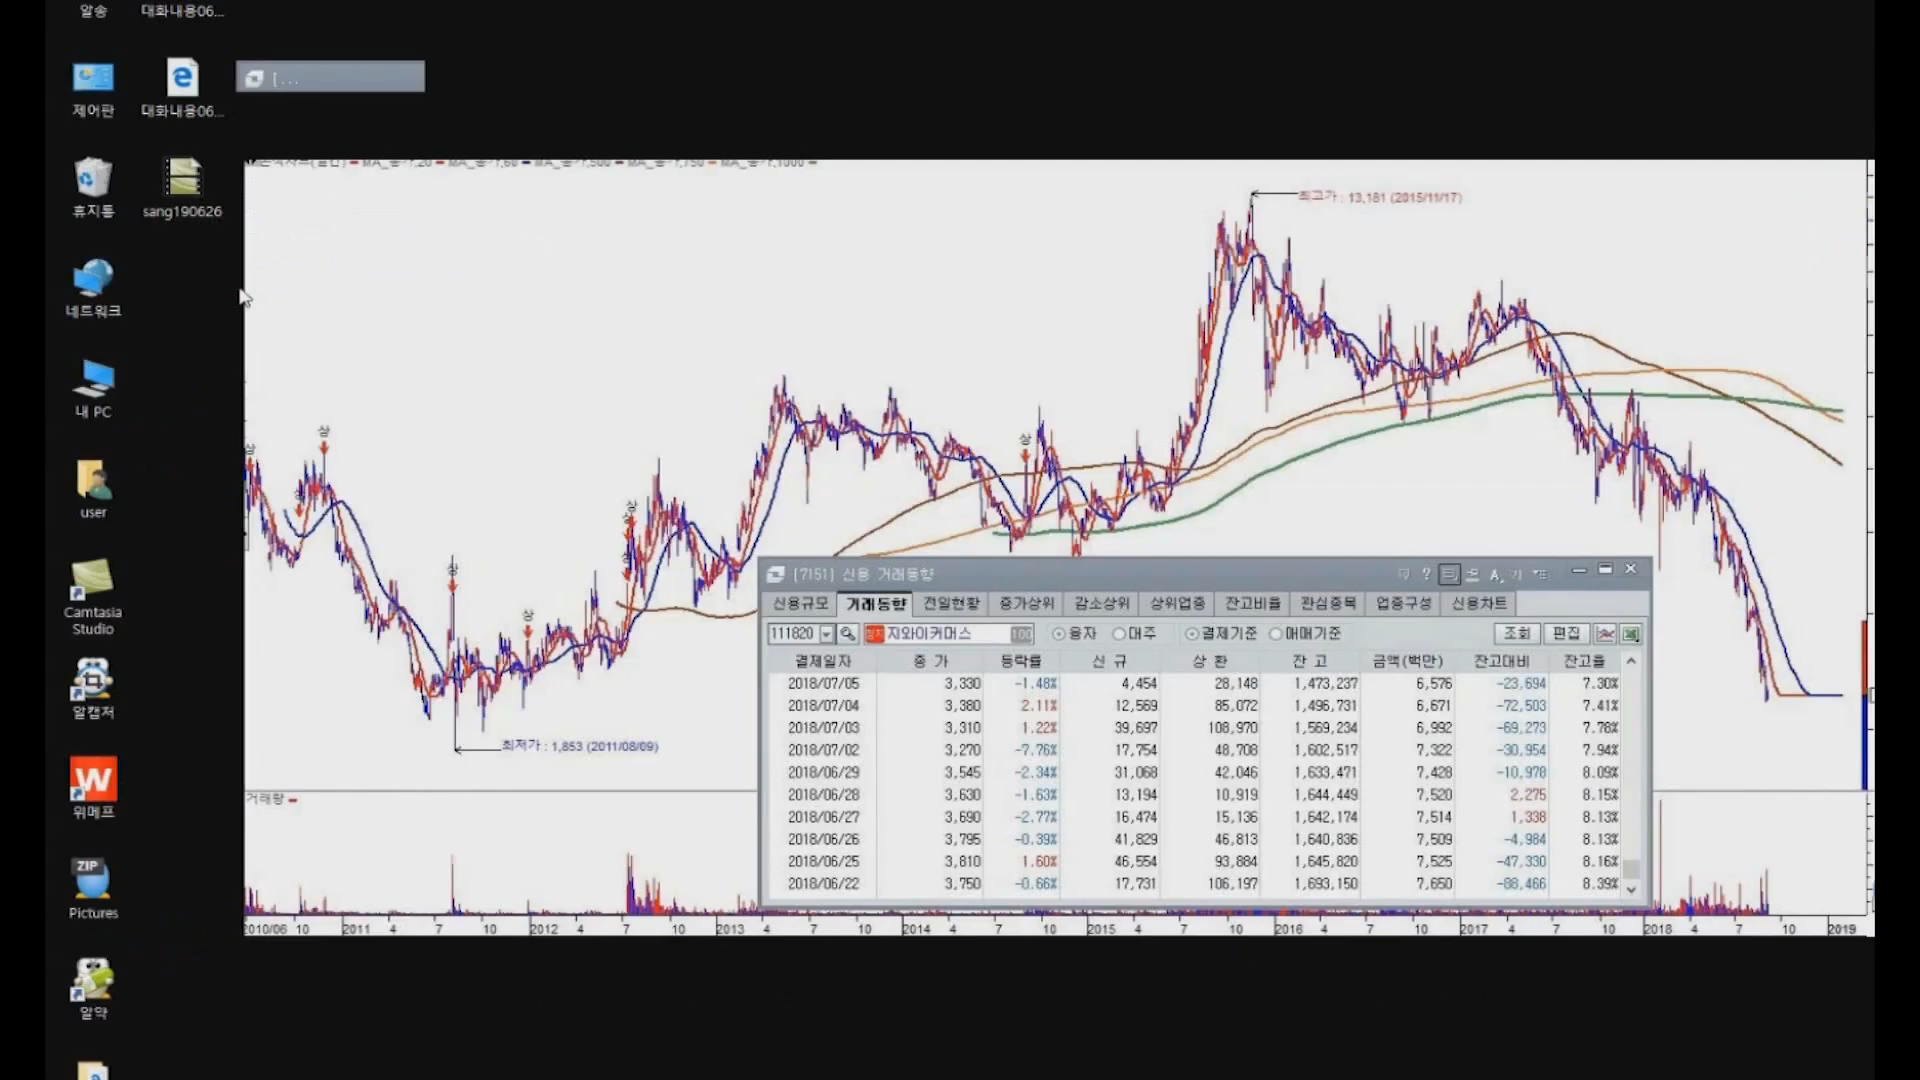 알송
대화내용06...
제어판
대화내용06...
[...
휴지통
sang190626
네트워크
내 PC
user
Camtasia
Studio
알캡처
위메프
ZIP
Pictures
알약
최고가 : 13,181 (2015/11/17)
상
상
상
상
상
최저가 : 1,853 (2011/08/09)
거래량
[7151] 신용 거래동향
신용규모 거래동향 전일현황 증가상위 감소상위 상위업종 잔고비율 관심종목 업종구성 신용차트
111820 지와이커머스 100 융자 대주 결제기준 매매기준 조회 편집
결제일자 종 가 등락률 신 규 상 환 잔 고 금액(백만) 잔고대비 잔고율
2018/07/05 3,330 -1.48% 4,454 28,148 1,473,237 6,576 -23,694 7.30%
2018/07/04 3,380 2.11% 12,569 85,072 1,496,731 6,671 -72,503 7.41%
2018/07/03 3,310 1.22% 39,697 108,970 1,569,234 6,992 -69,273 7.78%
2018/07/02 3,270 -7.76% 17,754 48,708 1,602,517 7,322 -30,954 7.94%
2018/06/29 3,545 -2.34% 31,068 42,046 1,633,471 7,428 -10,978 8.09%
2018/06/28 3,630 -1.63% 13,194 10,919 1,644,449 7,520 2,275 8.15%
2018/06/27 3,690 -2.77% 16,474 15,136 1,642,174 7,514 1,338 8.13%
2018/06/26 3,795 -0.39% 41,829 46,813 1,640,836 7,509 -4,984 8.13%
2018/06/25 3,810 1.60% 46,554 93,884 1,645,820 7,525 -47,330 8.16%
2018/06/22 3,750 -0.66% 17,731 106,197 1,693,150 7,650 -88,466 8.39%
2010/06 10 2011 4 7 10 2012 4 7 10 2013 4 7 10 2014 4 7 10 2015 4 7 10 2016 4 7 10 2017 4 7 10 2018 4 7 10 2019